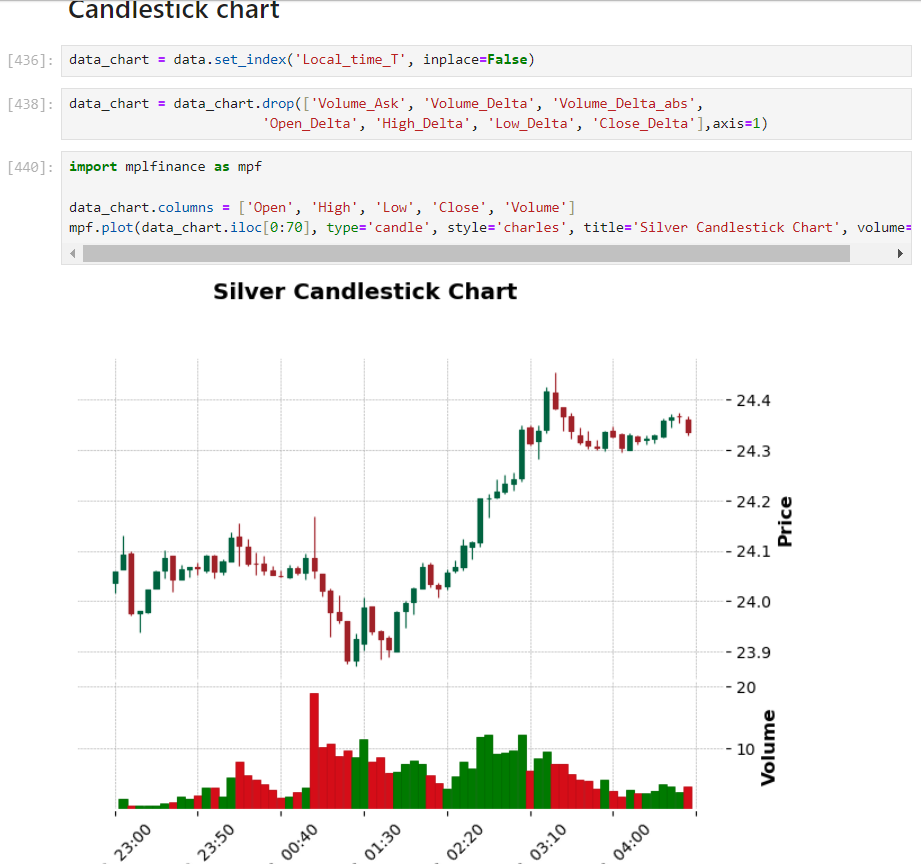 Candlestick chart
[436]: data_chart = data.set_index('Local_time_T', inplace=False)
[438]: data_chart = data_chart.drop(['Volume_Ask', 'Volume_Delta', 'Volume_Delta_abs',
'Open_Delta', 'High_Delta', 'Low_Delta', 'Close_Delta'],axis=1)
[440]: import mplfinance as mpf
data_chart.columns = ['Open', 'High', 'Low', 'Close', 'Volume']
mpf.plot(data_chart.iloc[0:70], type='candle', style='charles', title='Silver Candlestick Chart', volume=
Silver Candlestick Chart
24.4
24.3
24.2
24.1
24.0
23.9
Price
20
10
Volume
23:00
23:50
00:40
01:30
02:20
03:10
04:00